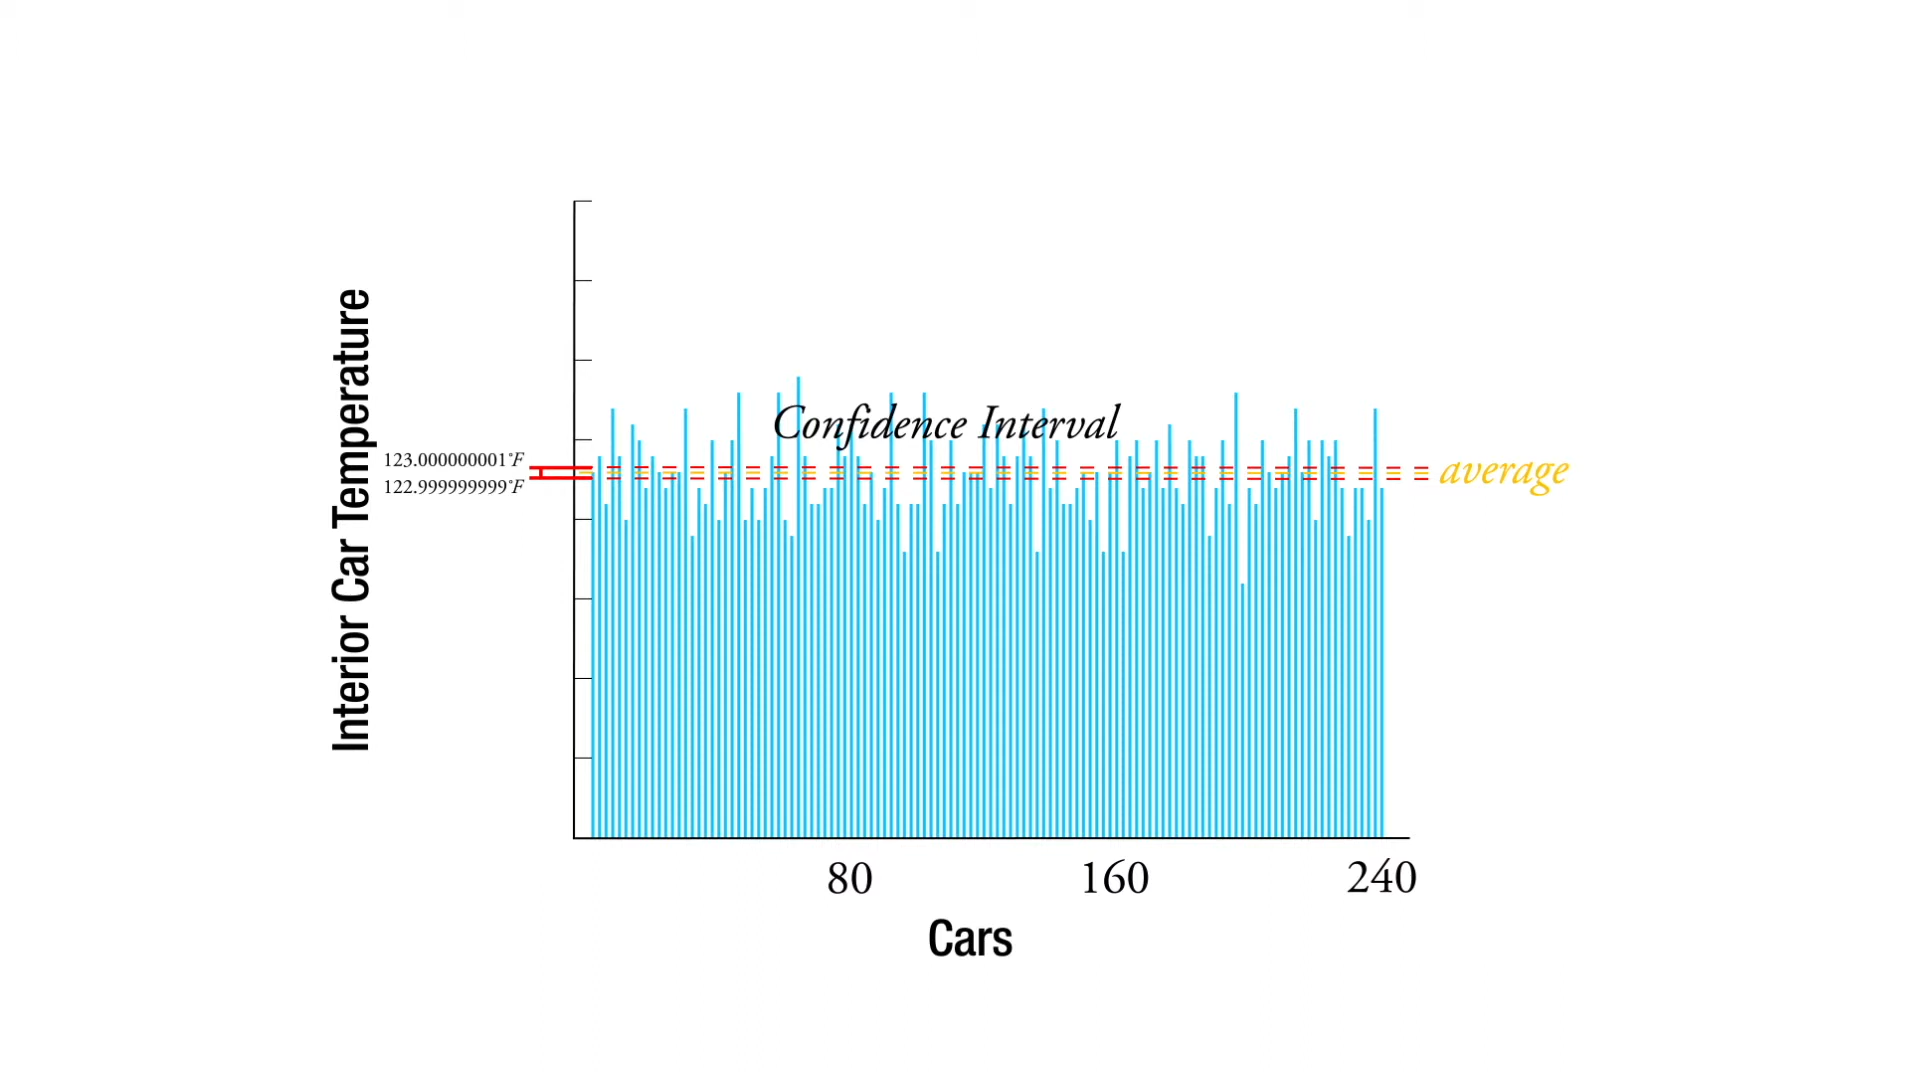 Interior Car Temperature
Confidence Interval
123.000000001°F
122.999999999°F
average
80 160 240
Cars